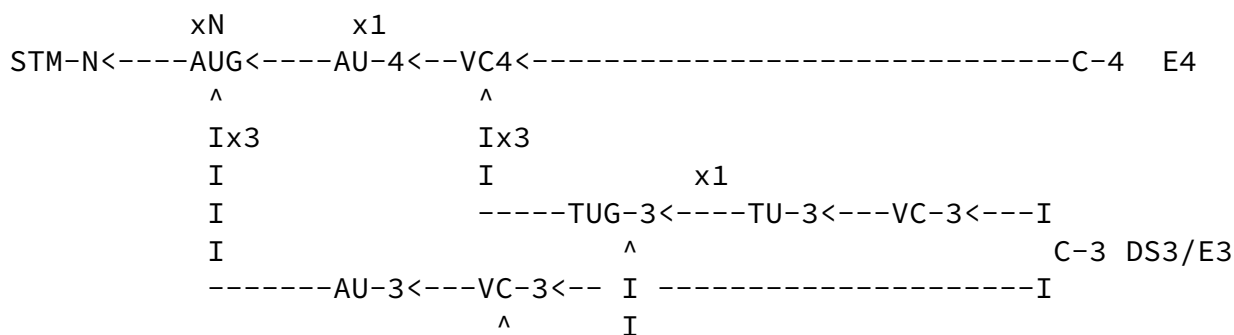 xN x1
STM-N<----AUG<----AU-4<--VC4<-------------------------------C-4 E4
^ ^
Ix3 Ix3
I I x1
I -----TUG-3<----TU-3<---VC-3<---I
I ^ C-3 DS3/E3
-------AU-3<---VC-3<-- I ---------------------I
^ I